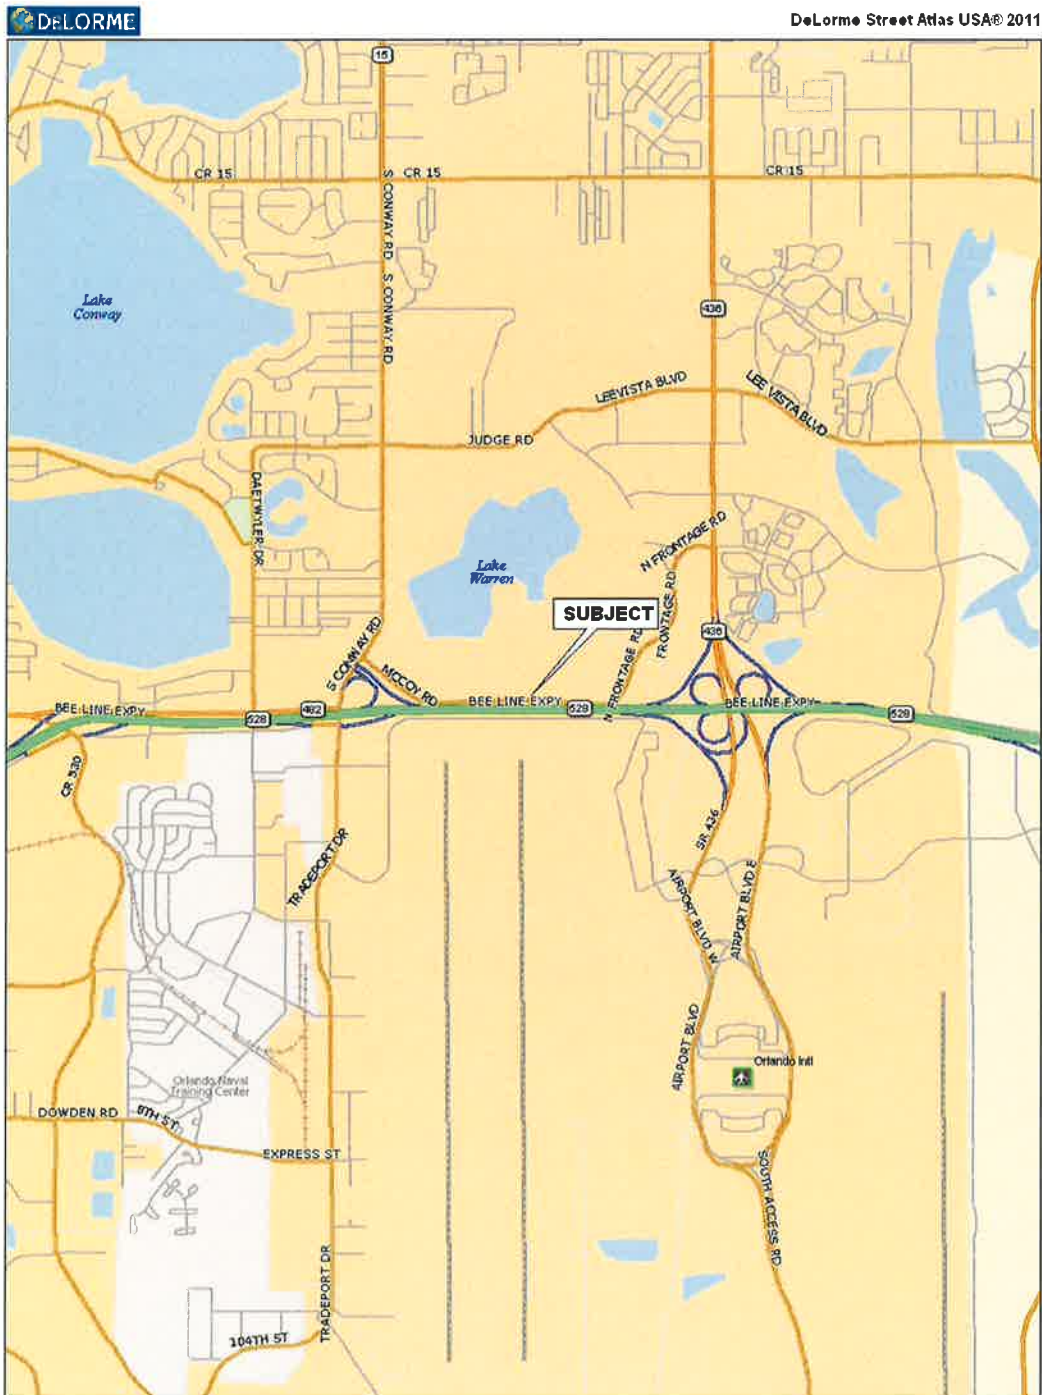 DELORME
DeLorme Street Atlas USA® 2011
15
CR 15
CR 15
CR 15
S CONWAY RD
S CONWAY RD
Lake
Conway
436
LEEVISTA BLVD
LEE VISTA BLVD
JUDGE RD
DAETWYLER DR
N FRONTAGE RD
Lake
Warren
FRONTAGE RD
SUBJECT
N FRONTAGE RD
436
S CONWAY RD
MCCOY RD
BEE LINE EXPY
528
482
BEE LINE EXPY
528
BEE LINE EXPY
528
CR 530
TRADEPORT DR
SR 436
AIRPORT BLVD W
AIRPORT BLVD E
AIRPORT BLVD
Orlando Intl
Orlando Naval
Training Center
DOWDEN RD
8TH ST
EXPRESS ST
SOUTH ACCESS RD
TRADEPORT DR
104TH ST